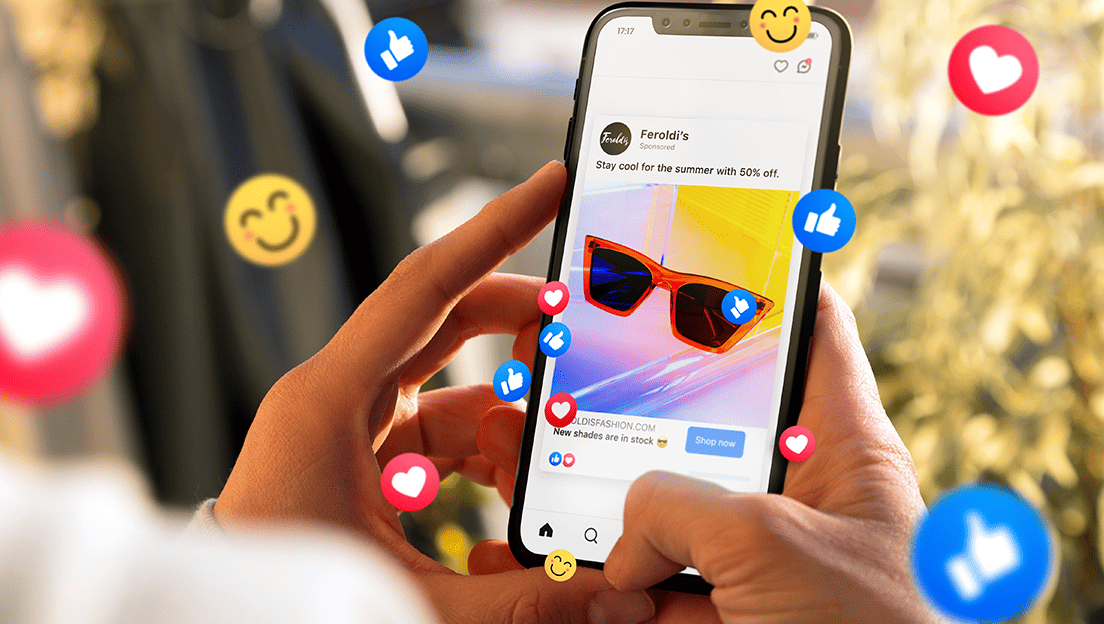 17:17
Feroldi's
Feroldi's
Sponsored
Stay cool for the summer with 50% off.
OLDISFASHION.COM
New shades are in stock 😎
Shop now